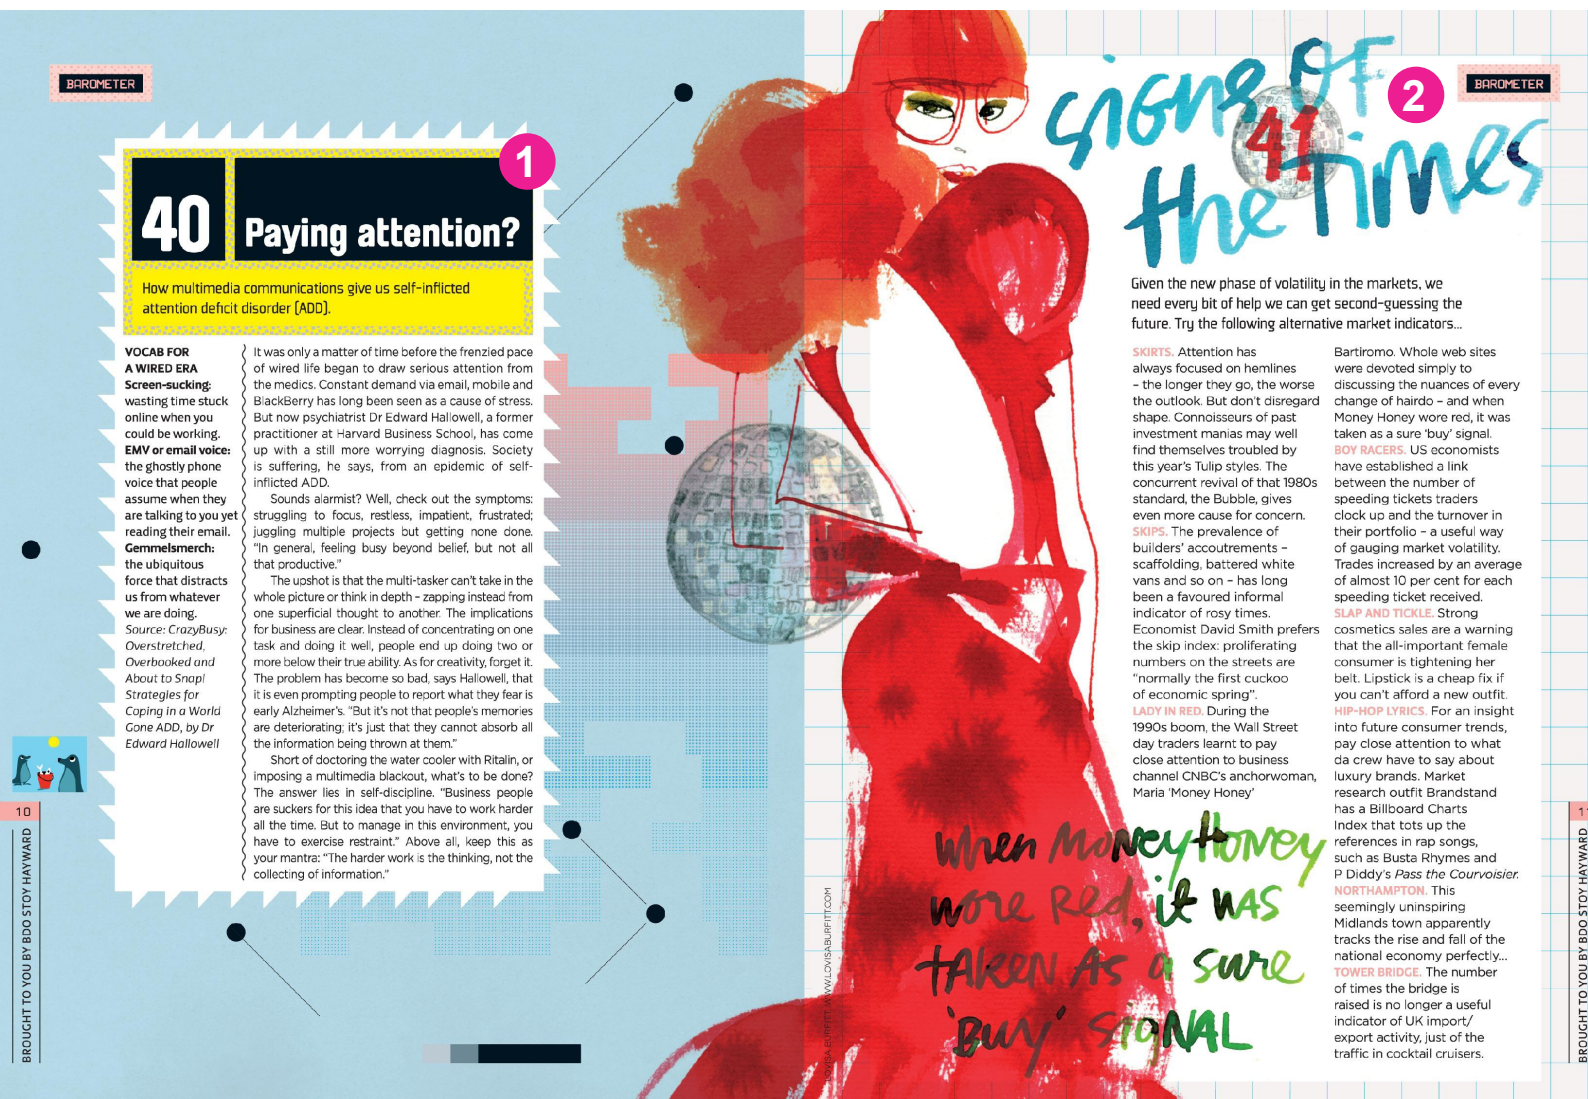 BAROMETER
1
40
Paying attention?
How multimedia communications give us self-inflicted
attention deficit disorder (ADD).
VOCAB FOR
A WIRED ERA
Screen-sucking:
wasting time stuck
online when you
could be working.
EMV or email voice:
the ghostly phone
voice that people
assume when they
are talking to you yet
reading their email.
Gemmelsmerch:
the ubiquitous
force that distracts
us from whatever
we are doing.
Source: CrazyBusy:
Overstretched,
Overbooked and
About to Snap!
Strategies for
Coping in a World
Gone ADD, by Dr
Edward Hallowell
It was only a matter of time before the frenzied pace
of wired life began to draw serious attention from
the medics. Constant demand via email, mobile and
BlackBerry has long been seen as a cause of stress.
But now psychiatrist Dr Edward Hallowell, a former
practitioner at Harvard Business School, has come
up with a still more worrying diagnosis. Society
is suffering, he says, from an epidemic of self-
inflicted ADD.
Sounds alarmist? Well, check out the symptoms:
struggling to focus, restless, impatient, frustrated;
juggling multiple projects but getting none done.
“In general, feeling busy beyond belief, but not all
that productive.”
The upshot is that the multi-tasker can’t take in the
whole picture or think in depth – zapping instead from
one superficial thought to another. The implications
for business are clear. Instead of concentrating on one
task and doing it well, people end up doing two or
more below their true ability. As for creativity, forget it.
The problem has become so bad, says Hallowell, that
it is even prompting people to report what they fear is
early Alzheimer’s. “But it’s not that people’s memories
are deteriorating; it’s just that they cannot absorb all
the information being thrown at them.”
Short of doctoring the water cooler with Ritalin, or
imposing a multimedia blackout, what’s to be done?
The answer lies in self-discipline. “Business people
are suckers for this idea that you have to work harder
all the time. But to manage in this environment, you
have to exercise restraint.” Above all, keep this as
your mantra: “The harder work is the thinking, not the
collecting of information.”
10
BROUGHT TO YOU BY BDO STOY HAYWARD
BAROMETER
2
signs OF
41
the Times
Given the new phase of volatility in the markets, we
need every bit of help we can get second-guessing the
future. Try the following alternative market indicators...
SKIRTS. Attention has
always focused on hemlines
– the longer they go, the worse
the outlook. But don’t disregard
shape. Connoisseurs of past
investment manias may well
find themselves troubled by
this year’s Tulip styles. The
concurrent revival of that 1980s
standard, the Bubble, gives
even more cause for concern.
SKIPS. The prevalence of
builders’ accoutrements –
scaffolding, battered white
vans and so on – has long
been a favoured informal
indicator of rosy times.
Economist David Smith prefers
the skip index: proliferating
numbers on the streets are
“normally the first cuckoo
of economic spring”.
LADY IN RED. During the
1990s boom, the Wall Street
day traders learnt to pay
close attention to business
channel CNBC’s anchorwoman,
Maria ‘Money Honey’
Bartiromo. Whole web sites
were devoted simply to
discussing the nuances of every
change of hairdo – and when
Money Honey wore red, it was
taken as a sure ‘buy’ signal.
BOY RACERS. US economists
have established a link
between the number of
speeding tickets traders
clock up and the turnover in
their portfolio – a useful way
of gauging market volatility.
Trades increased by an average
of almost 10 per cent for each
speeding ticket received.
SLAP AND TICKLE. Strong
cosmetics sales are a warning
that the all-important female
consumer is tightening her
belt. Lipstick is a cheap fix if
you can’t afford a new outfit.
HIP-HOP LYRICS. For an insight
into future consumer trends,
pay close attention to what
da crew have to say about
luxury brands. Market
research outfit Brandstand
has a Billboard Charts
Index that tots up the
references in rap songs,
such as Busta Rhymes and
P Diddy’s Pass the Courvoisier.
NORTHAMPTON. This
seemingly uninspiring
Midlands town apparently
tracks the rise and fall of the
national economy perfectly...
TOWER BRIDGE. The number
of times the bridge is
raised is no longer a useful
indicator of UK import/
export activity, just of the
traffic in cocktail cruisers.
when Money Honey
wore Red, it was
taken as a sure
‘Buy’ SIGNAL
LOVISA BURFITT WWW.LOVISABURFITT.COM
BROUGHT TO YOU BY BDO STOY HAYWARD